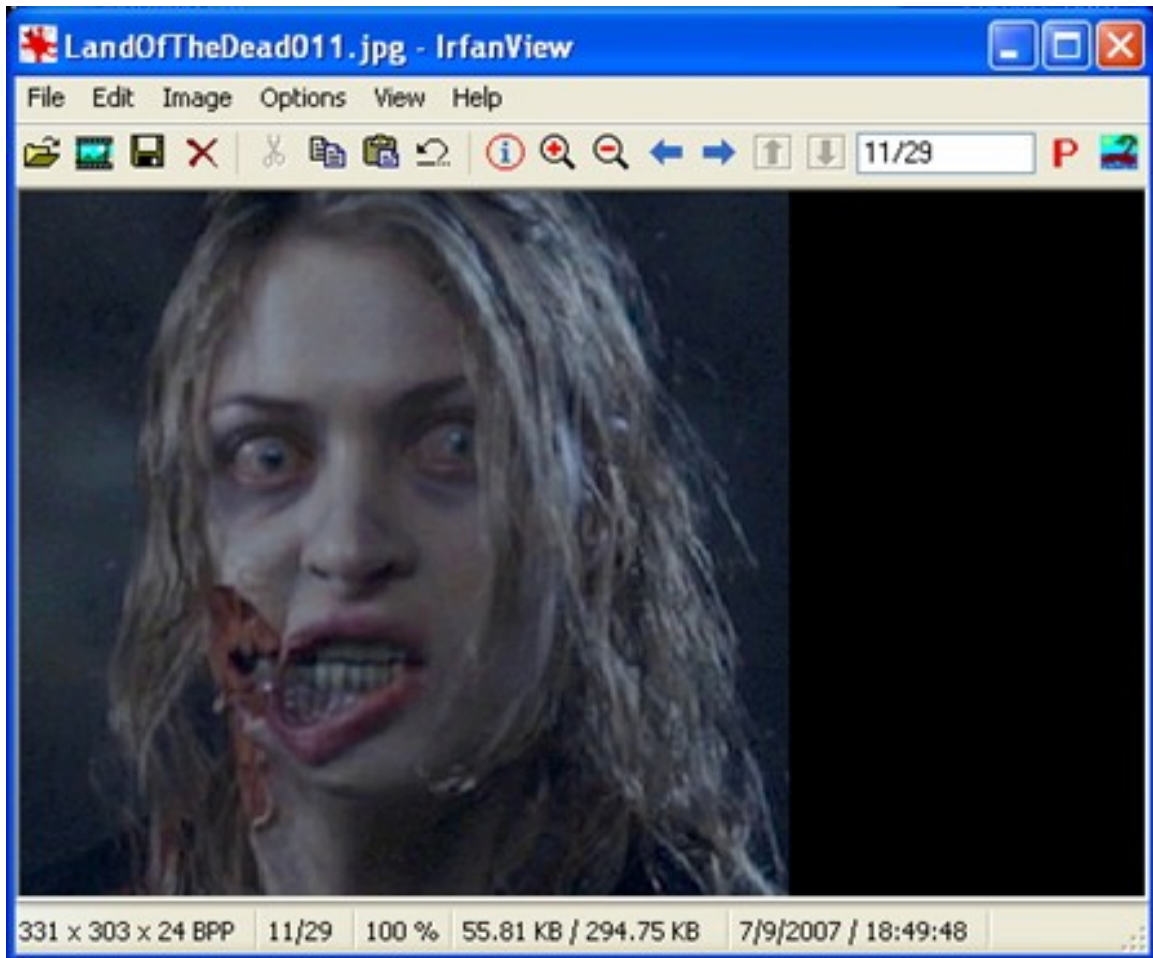 LandOfTheDead011.jpg - IrfanView
File Edit Image Options View Help
11/29 P
331 x 303 x 24 BPP 11/29 100 % 55.81 KB / 294.75 KB 7/9/2007 / 18:49:48